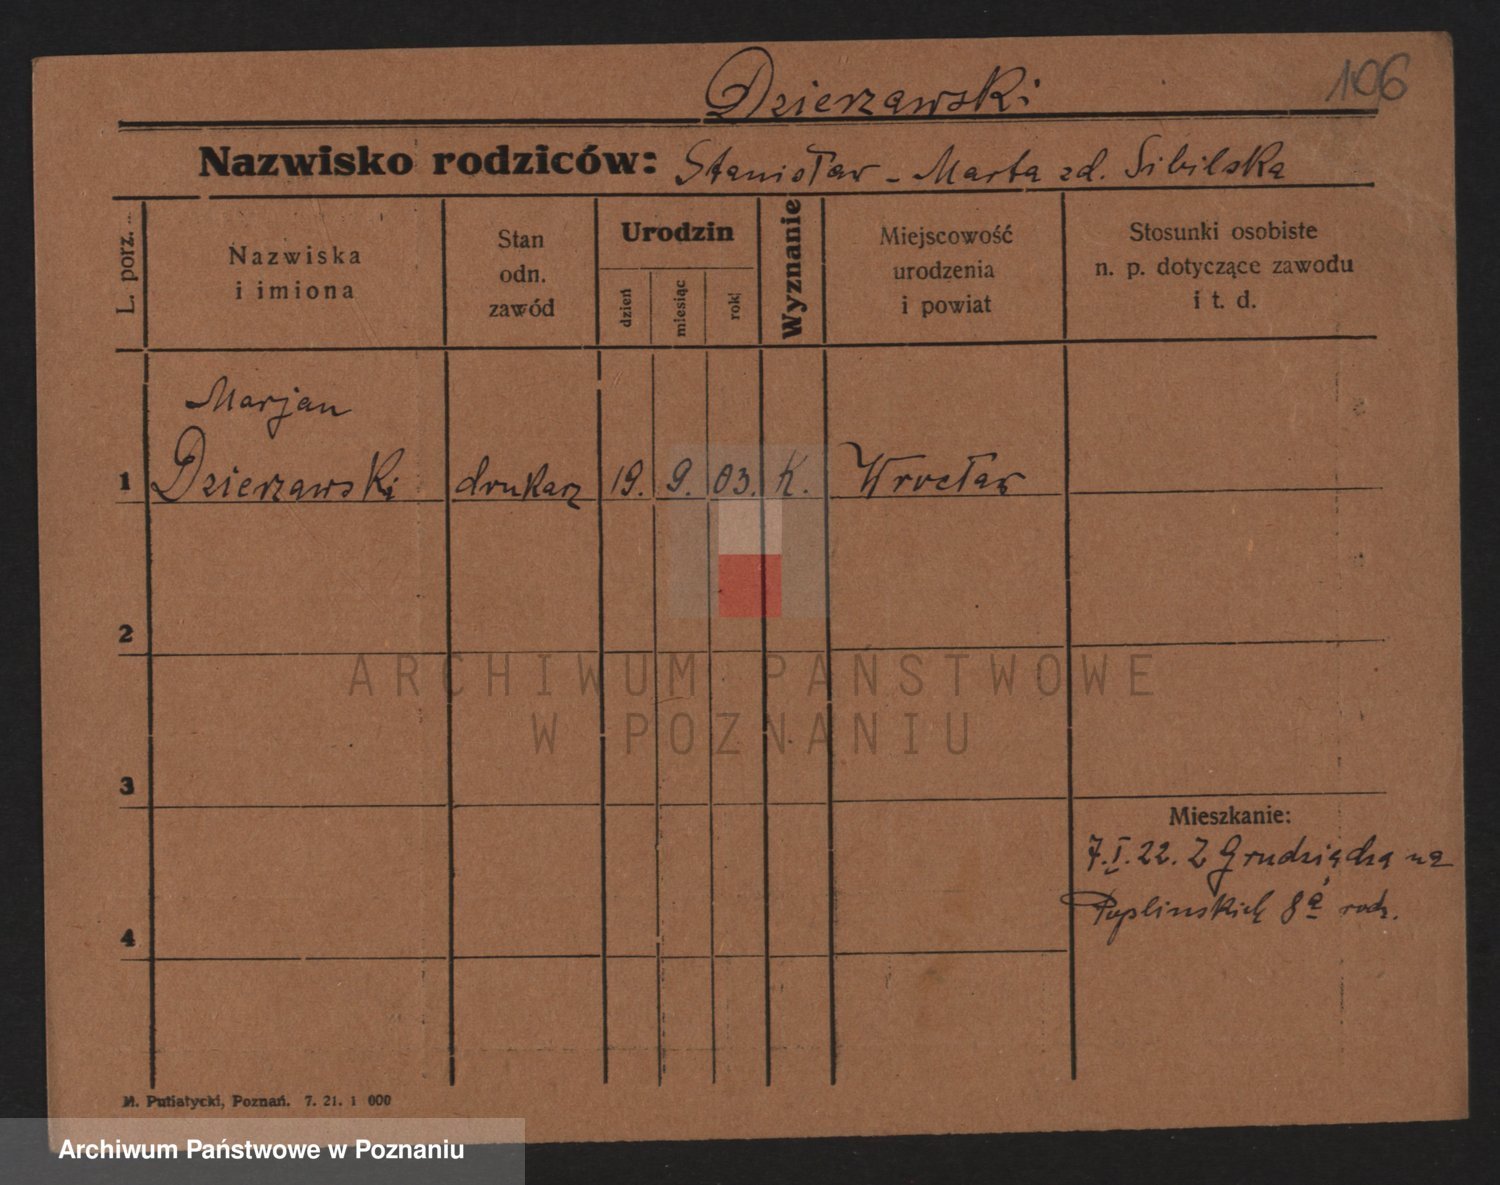 Dzierzawski
106
Nazwisko rodziców: Stanisław - Marta zd. Sibilska
L. porz.
Nazwiska
i imiona
Stan
odn.
zawód
Urodzin
dzień
miesiąc
rok
Wyznanie
Miejscowość
urodzenia
i powiat
Stosunki osobiste
n. p. dotyczące zawodu
i t. d.
Marjan
1 Dzierzawski drukarz 19. 9. 03. K. Wrocław
2
ARCHIWUM PAŃSTWOWE
W POZNANIU
3
Mieszkanie:
7.I.22. Z Grudziądza na
4 8a rodz.
M. Putiatycki, Poznań. 7. 21. 1 000
Archiwum Państwowe w Poznaniu